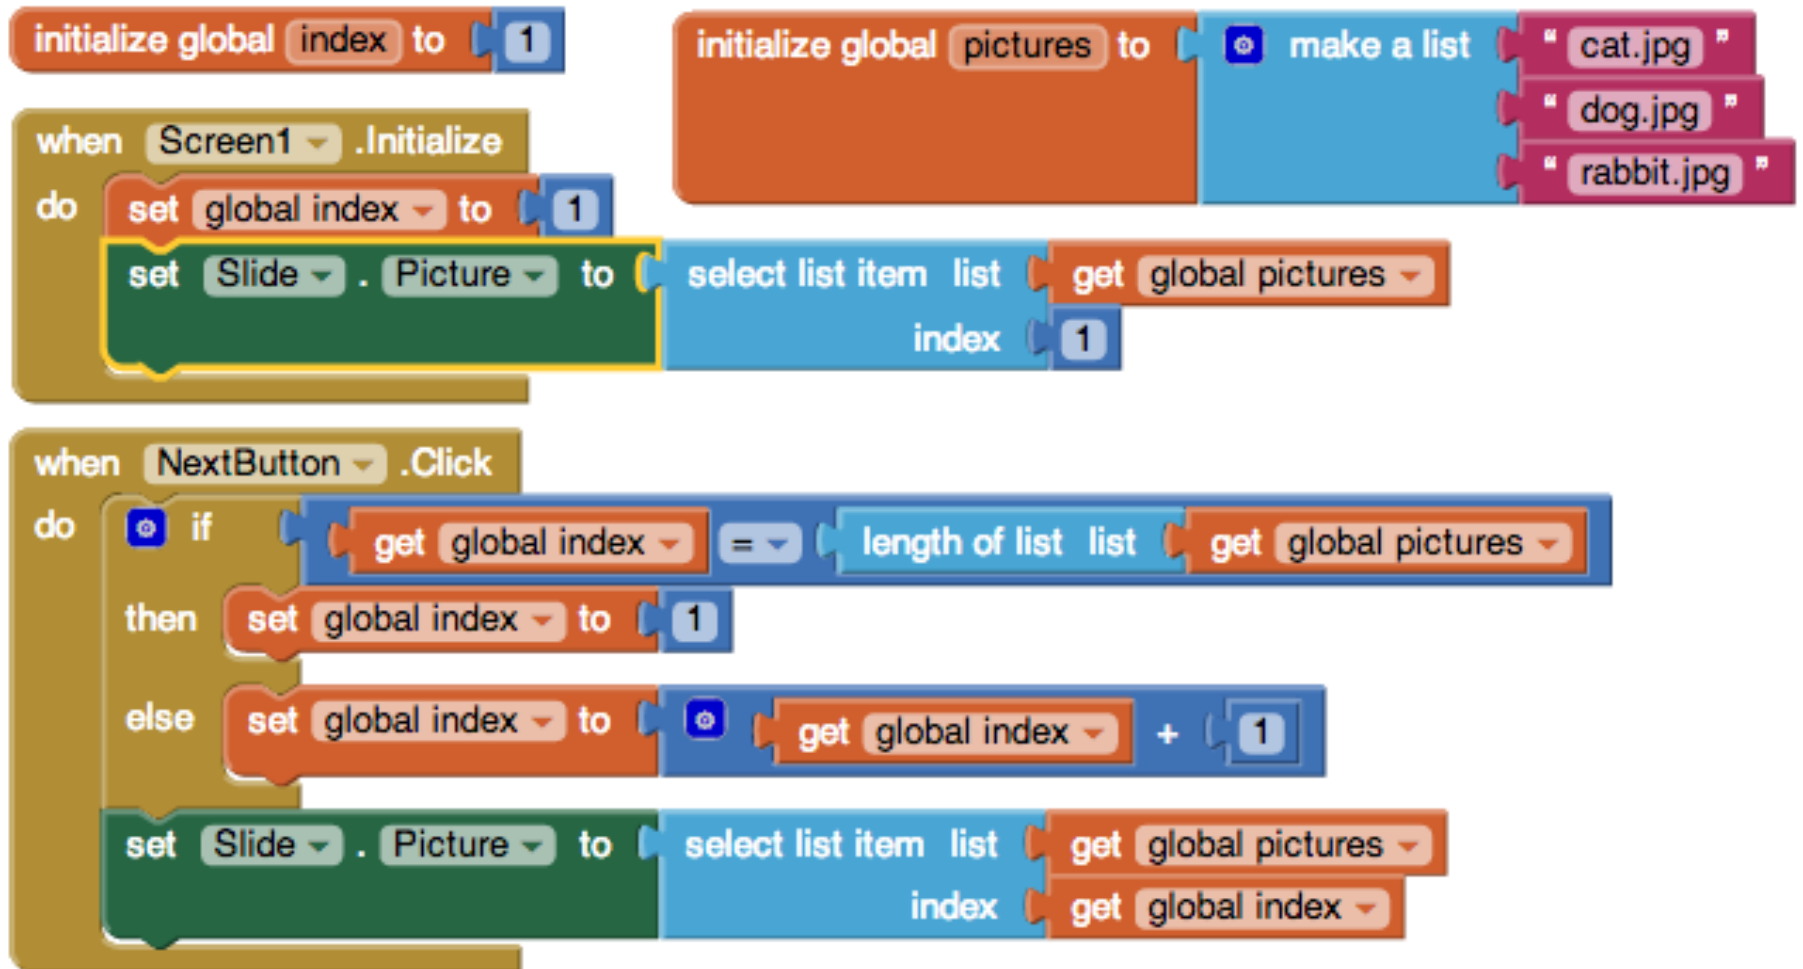 initialize global index to 1
initialize global pictures to make a list " cat.jpg "
" dog.jpg "
" rabbit.jpg "
when Screen1 .Initialize
do set global index to 1
set Slide . Picture to select list item list get global pictures
index 1
when NextButton .Click
do if get global index = length of list list get global pictures
then set global index to 1
else set global index to get global index + 1
set Slide . Picture to select list item list get global pictures
index get global index